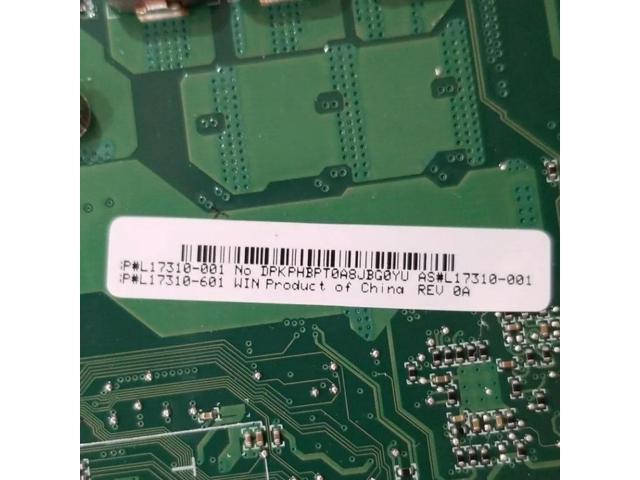 :P#L17310-001 No DPKPHBPT0A8JBG0YU AS#L17310-001
:P#L17310-601 WIN Product of China REV 0A